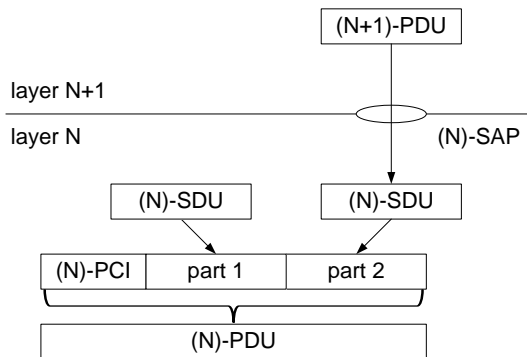 (N+1)-PDU
layer N+1
layer N
(N)-SAP
(N)-SDU
(N)-SDU
(N)-PCI
part 1
part 2
(N)-PDU